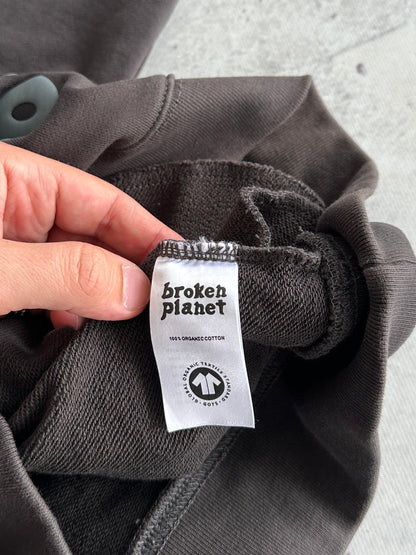 broken
planet
100% ORGANIC COTTON
GLOBAL ORGANIC TEXTILE STANDARD · GOTS ·